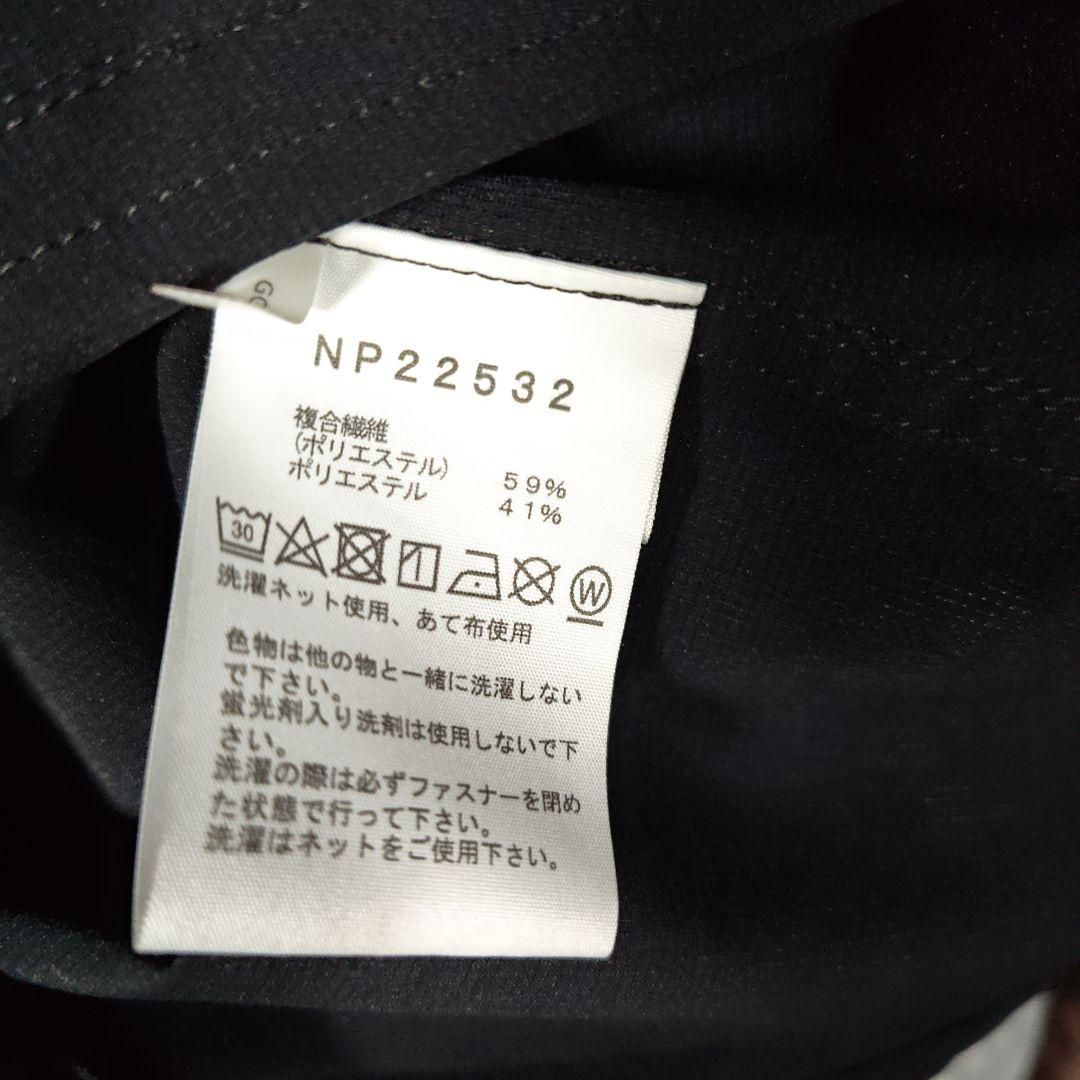 GO
NP22532
複合繊維
(ポリエステル) 59%
ポリエステル 41%
30
W
洗濯ネット使用、あて布使用
色物は他の物と一緒に洗濯しない
で下さい。
蛍光剤入り洗剤は使用しないで下
さい。
洗濯の際は必ずファスナーを閉め
た状態で行って下さい。
洗濯はネットをご使用下さい。